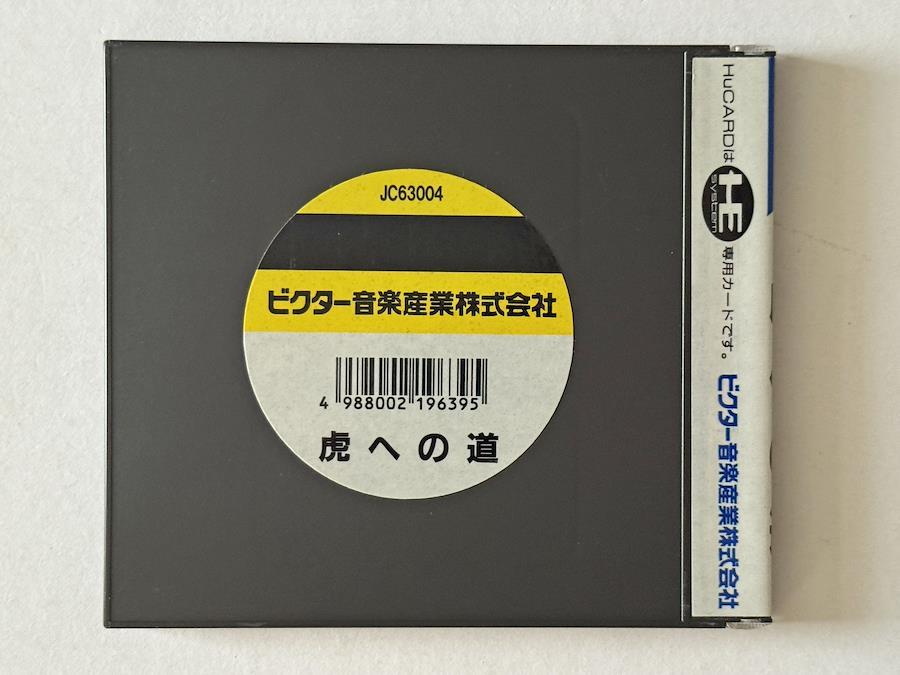 JC63004
ビクター音楽産業株式会社
4 988002 196395
虎への道
HuCARDは HE system 専用カードです。 ビクター音楽産業株式会社